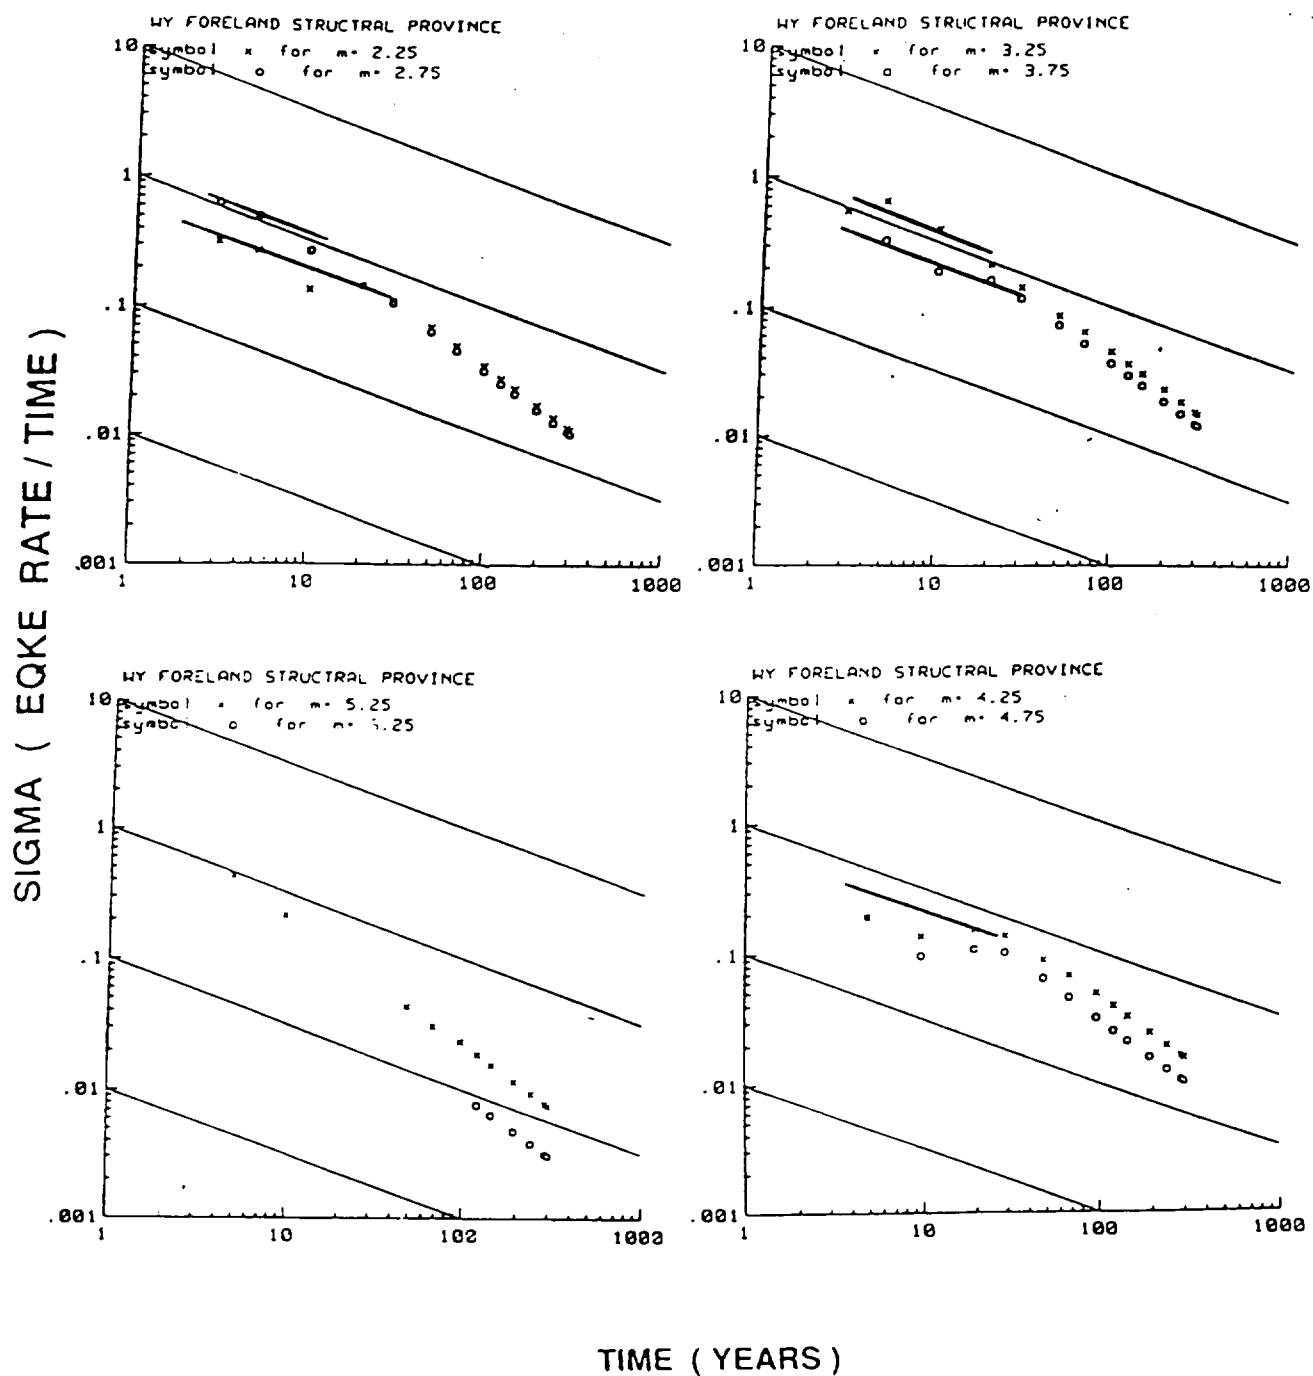 WY FORELAND STRUCTRAL PROVINCE
symbol x for m= 2.25
symbol o for m= 2.75
10
1
.1
.01
.001
1 10 100 1000
WY FORELAND STRUCTRAL PROVINCE
symbol x for m= 3.25
symbol o for m= 3.75
10
1
.1
.01
.001
1 10 100 1000
SIGMA ( EQKE RATE / TIME )
WY FORELAND STRUCTRAL PROVINCE
symbol x for m= 5.25
symbol o for m=
10
1
.1
.01
.001
1 10 100 1000
WY FORELAND STRUCTRAL PROVINCE
symbol x for m= 4.25
symbol o for m= 4.75
10
1
.1
.01
.001
1 10 100 1000
TIME ( YEARS )